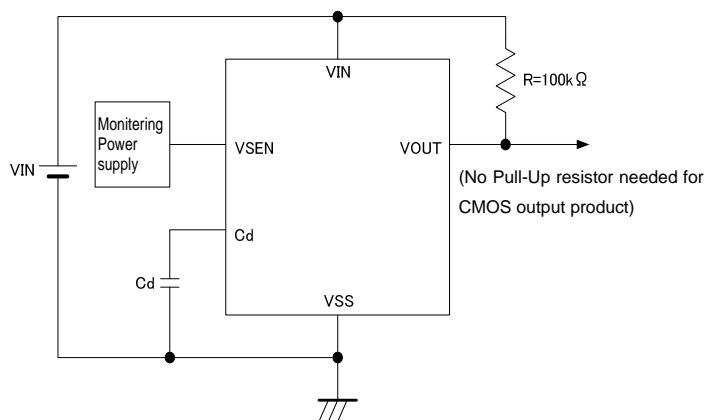 VIN
R=100kΩ
Monitering
Power
supply
VSEN
VOUT
VIN
(No Pull-Up resistor needed for
CMOS output product)
Cd
Cd
VSS